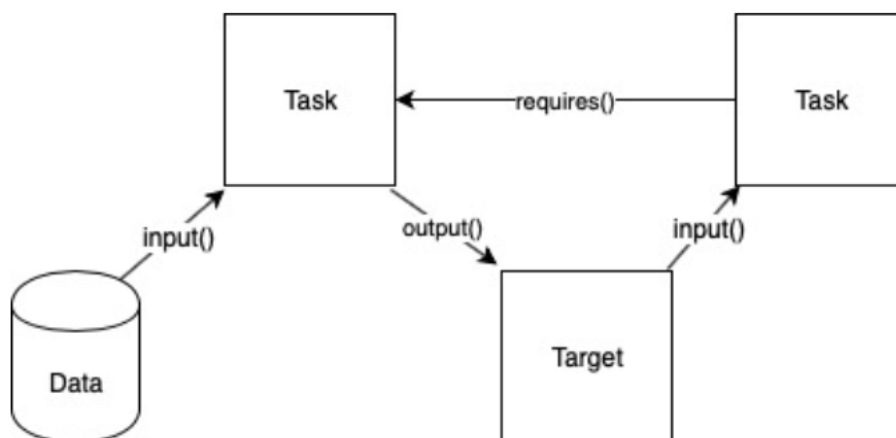 Task
requires()
Task
input()
output()
input()
Data
Target